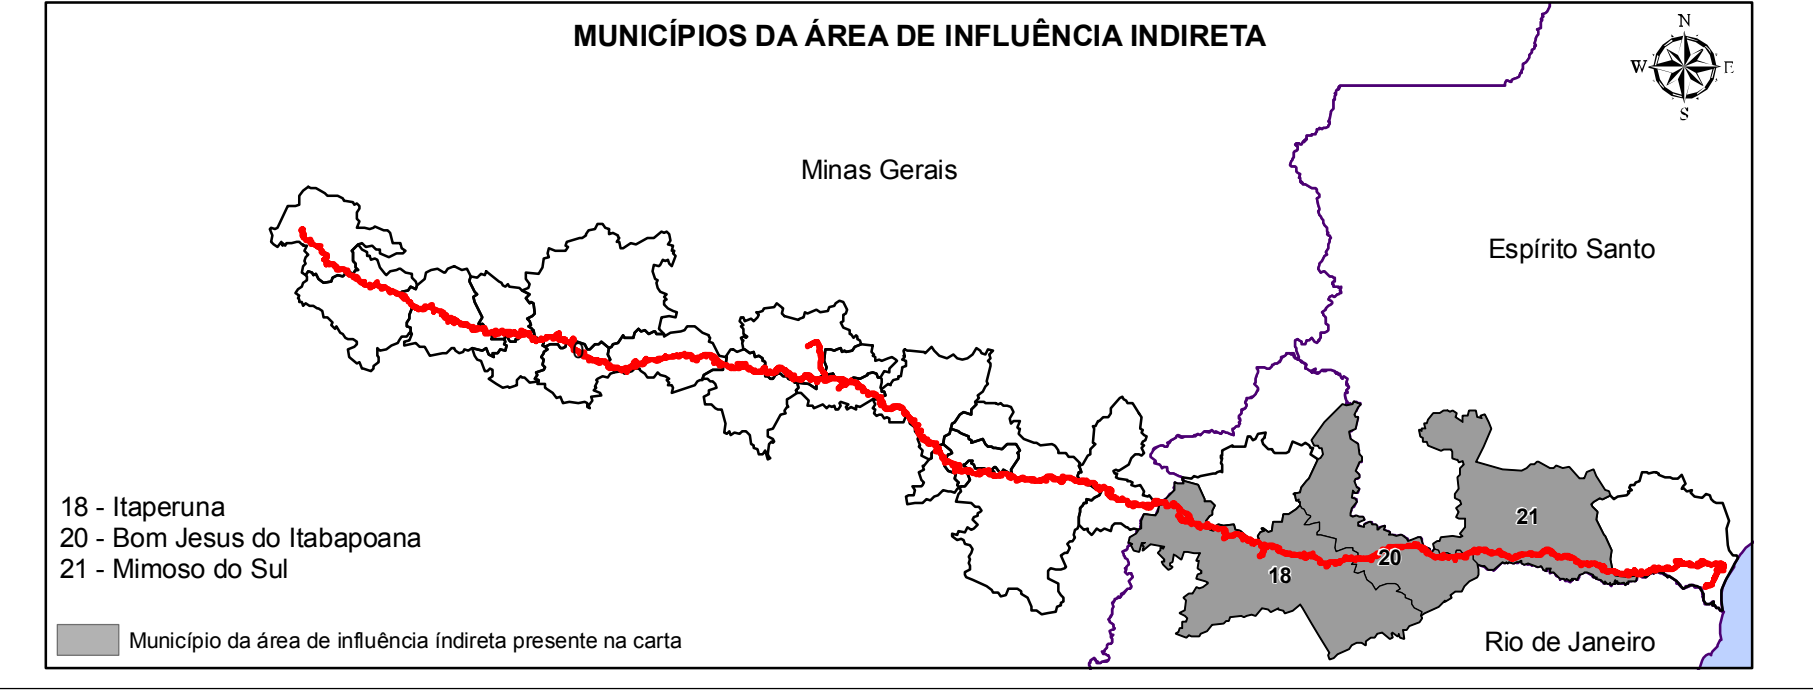 MUNICÍPIOS DA ÁREA DE INFLUÊNCIA INDIRETA
N
W
E
S
Minas Gerais
Espírito Santo
21
20
18
18 - Itaperuna
20 - Bom Jesus do Itabapoana
21 - Mimoso do Sul
Município da área de influência índireta presente na carta
Rio de Janeiro